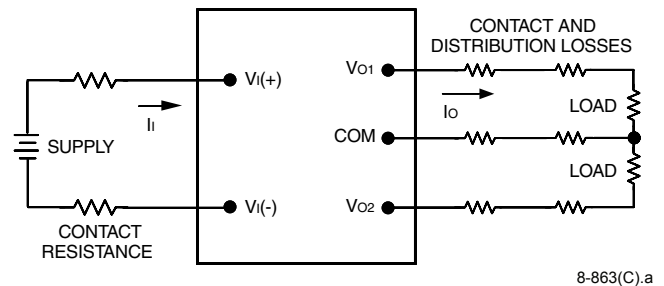 CONTACT AND
DISTRIBUTION LOSSES
VI(+)
VO1
II
IO
LOAD
SUPPLY
COM
LOAD
VI(-)
VO2
CONTACT
RESISTANCE
8-863(C).a